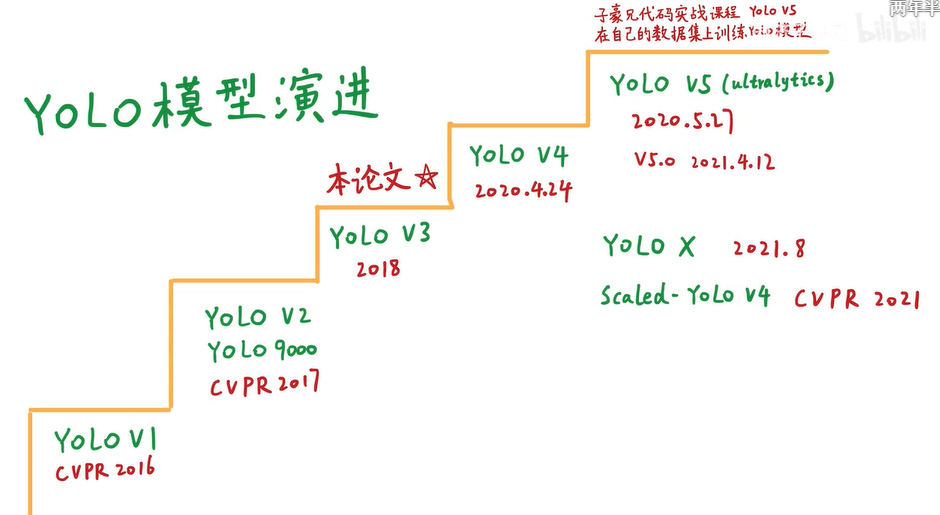 两年半
bilibili
子豪兄代码实战课程 YOLO V5
在自己的数据集上训练YOLO模型
YOLO模型演进
YOLO V5 (ultralytics)
2020.5.27
V5.0 2021.4.12
YOLO V4
2020.4.24
本论文☆
YOLO V3
2018
YOLO X 2021.8
Scaled-YOLO V4 CVPR 2021
YOLO V2
YOLO 9000
CVPR 2017
YOLO V1
CVPR 2016